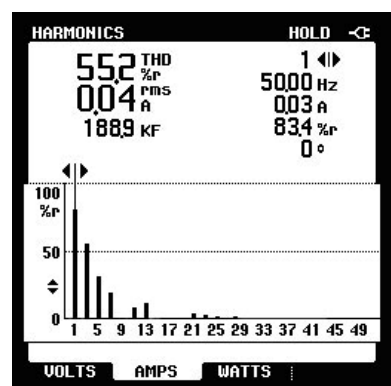 HARMONICS HOLD
55.2 THD %r
0.04 rms A
188.9 KF
1
50.00 Hz
0.03 A
83.4 %r
0 °
100
%r
50
0
1 5 9 13 17 21 25 29 33 37 41 45 49
VOLTS AMPS WATTS